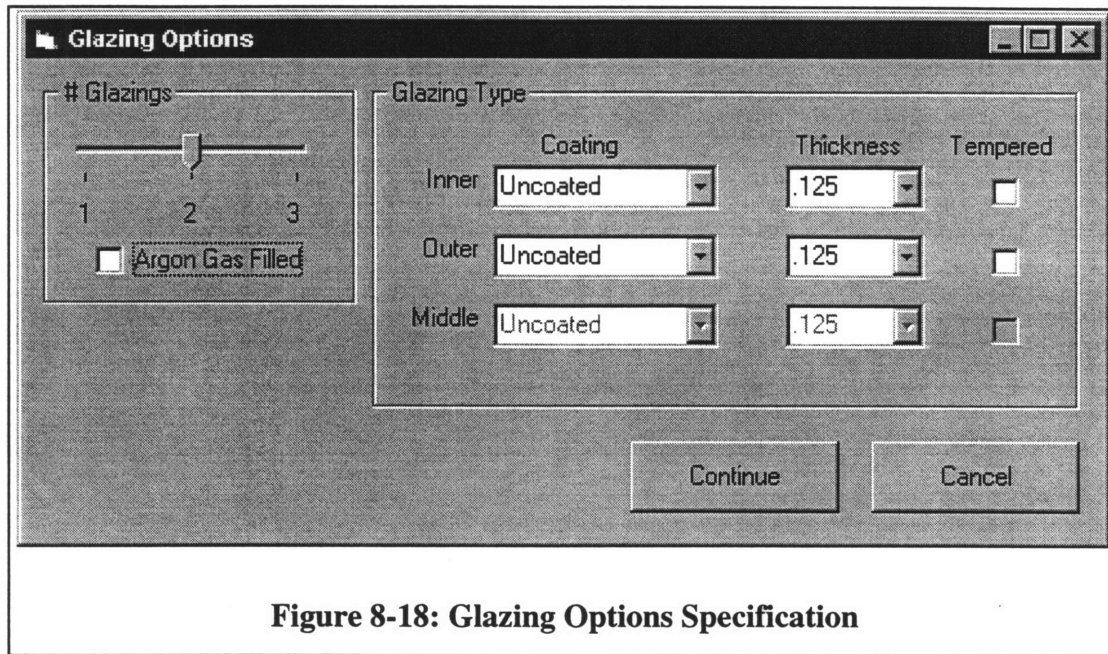 Glazing Options
# Glazings
1 2 3
Argon Gas Filled
Glazing Type
Coating Thickness Tempered
Inner Uncoated .125
Outer Uncoated .125
Middle Uncoated .125
Continue Cancel
Figure 8-18: Glazing Options Specification